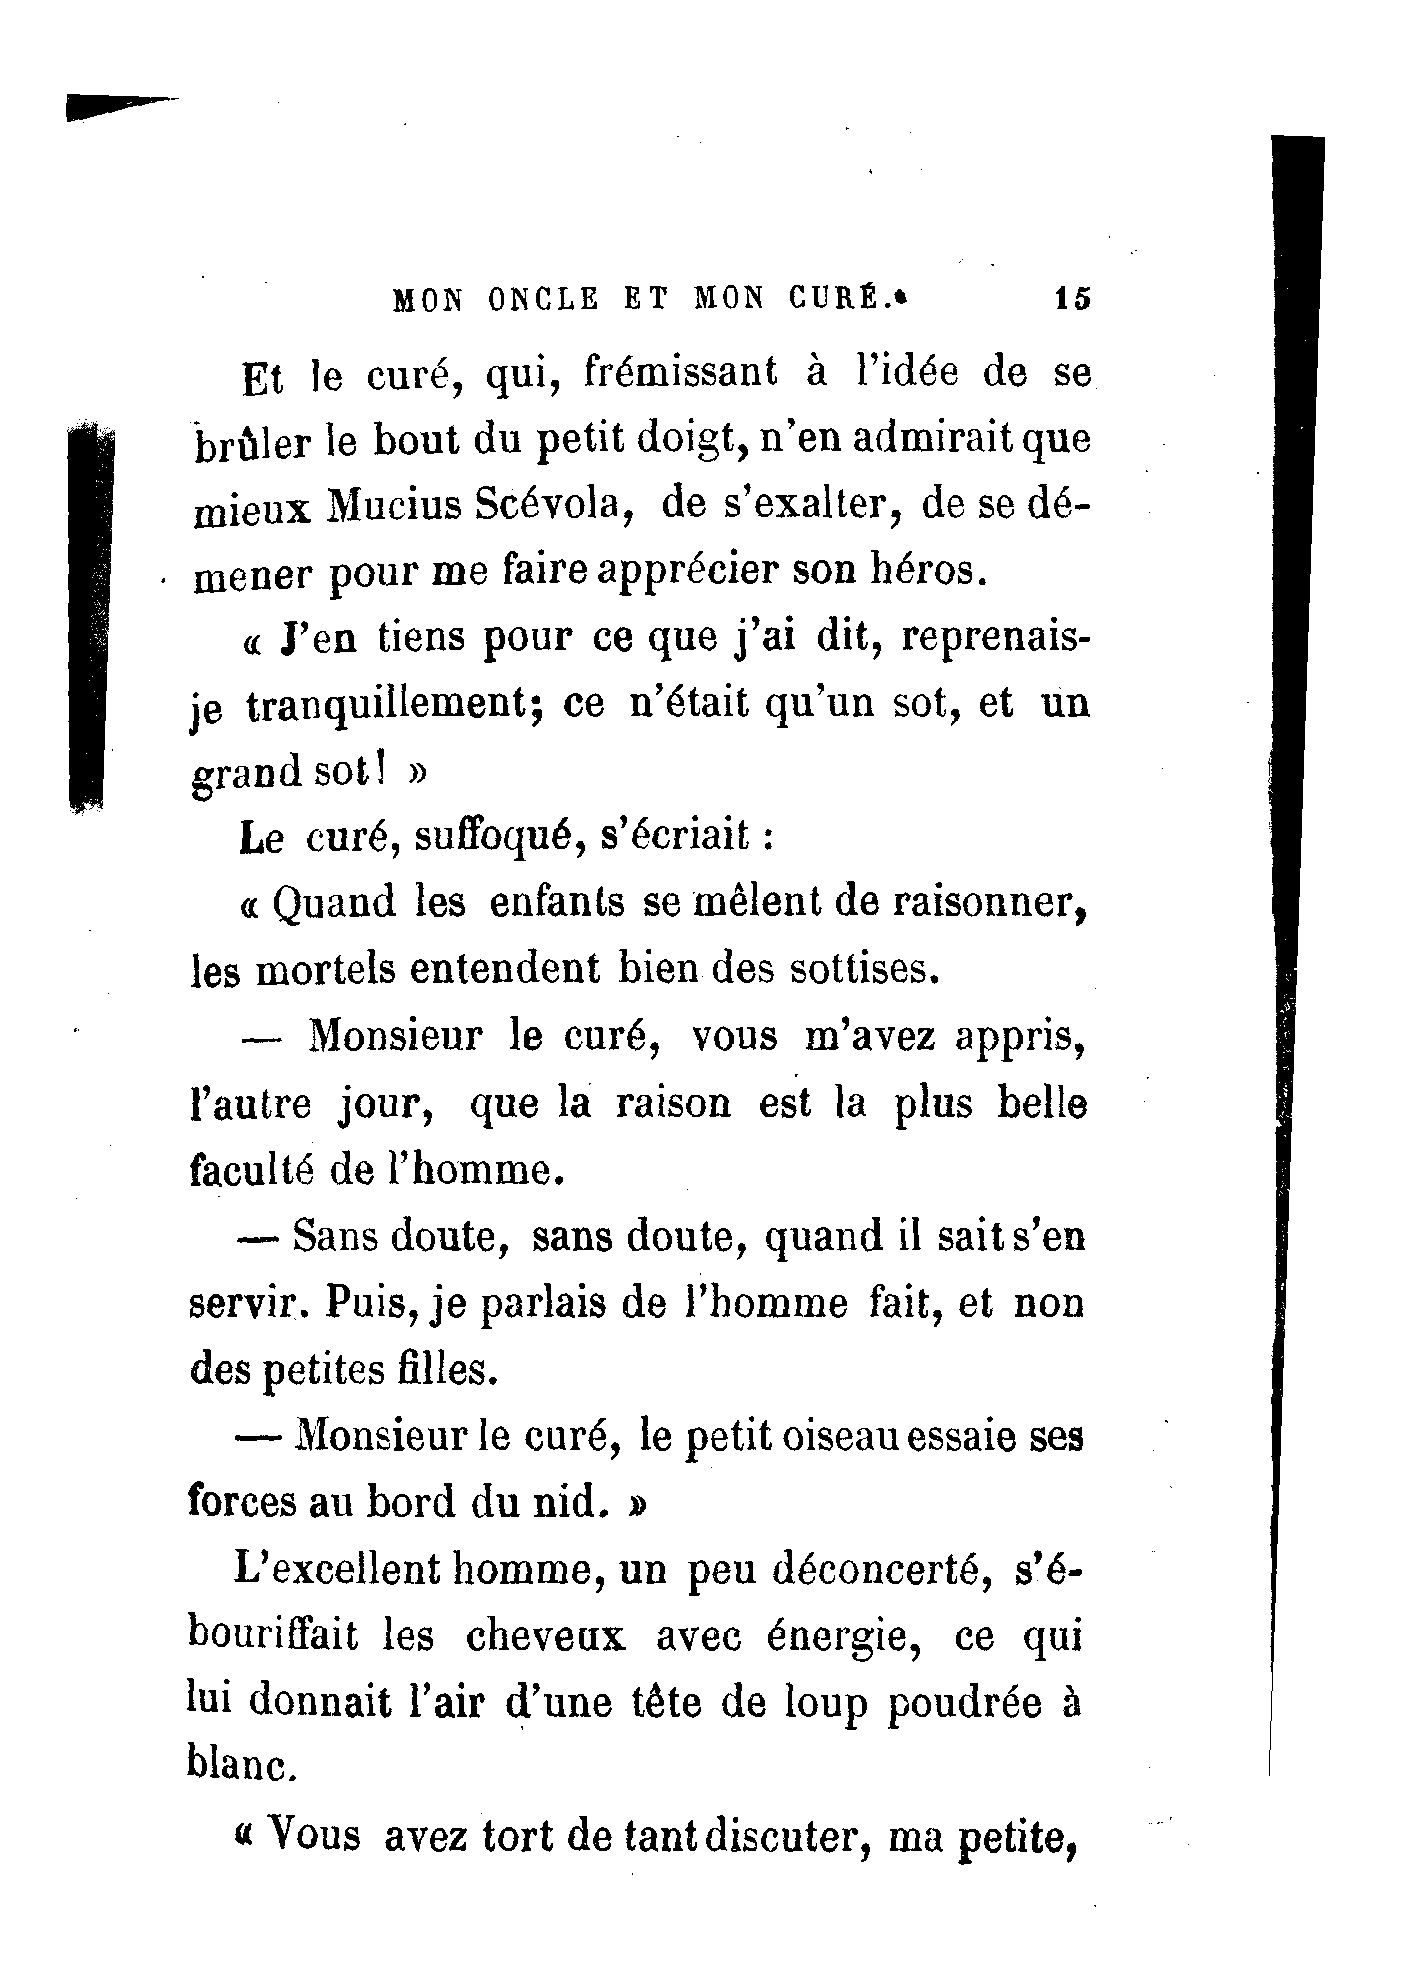 MON ONCLE ET MON CURÉ. 15
Et le curé, qui, frémissant à l'idée de se
brûler le bout du petit doigt, n'en admirait que
mieux Mucius Scévola, de s'exalter, de se dé-
mener pour me faire apprécier son héros.
« J'en tiens pour ce que j'ai dit, reprenais-
je tranquillement; ce n'était qu'un sot, et un
grand sot! »
Le curé, suffoqué, s'écriait :
« Quand les enfants se mêlent de raisonner,
les mortels entendent bien des sottises.
— Monsieur le curé, vous m'avez appris,
l'autre jour, que la raison est la plus belle
faculté de l'homme.
— Sans doute, sans doute, quand il sait s'en
servir. Puis, je parlais de l'homme fait, et non
des petites filles.
— Monsieur le curé, le petit oiseau essaie ses
forces au bord du nid. »
L'excellent homme, un peu déconcerté, s'é-
bouriffait les cheveux avec énergie, ce qui
lui donnait l'air d'une tête de loup poudrée à
blanc.
« Vous avez tort de tant discuter, ma petite,